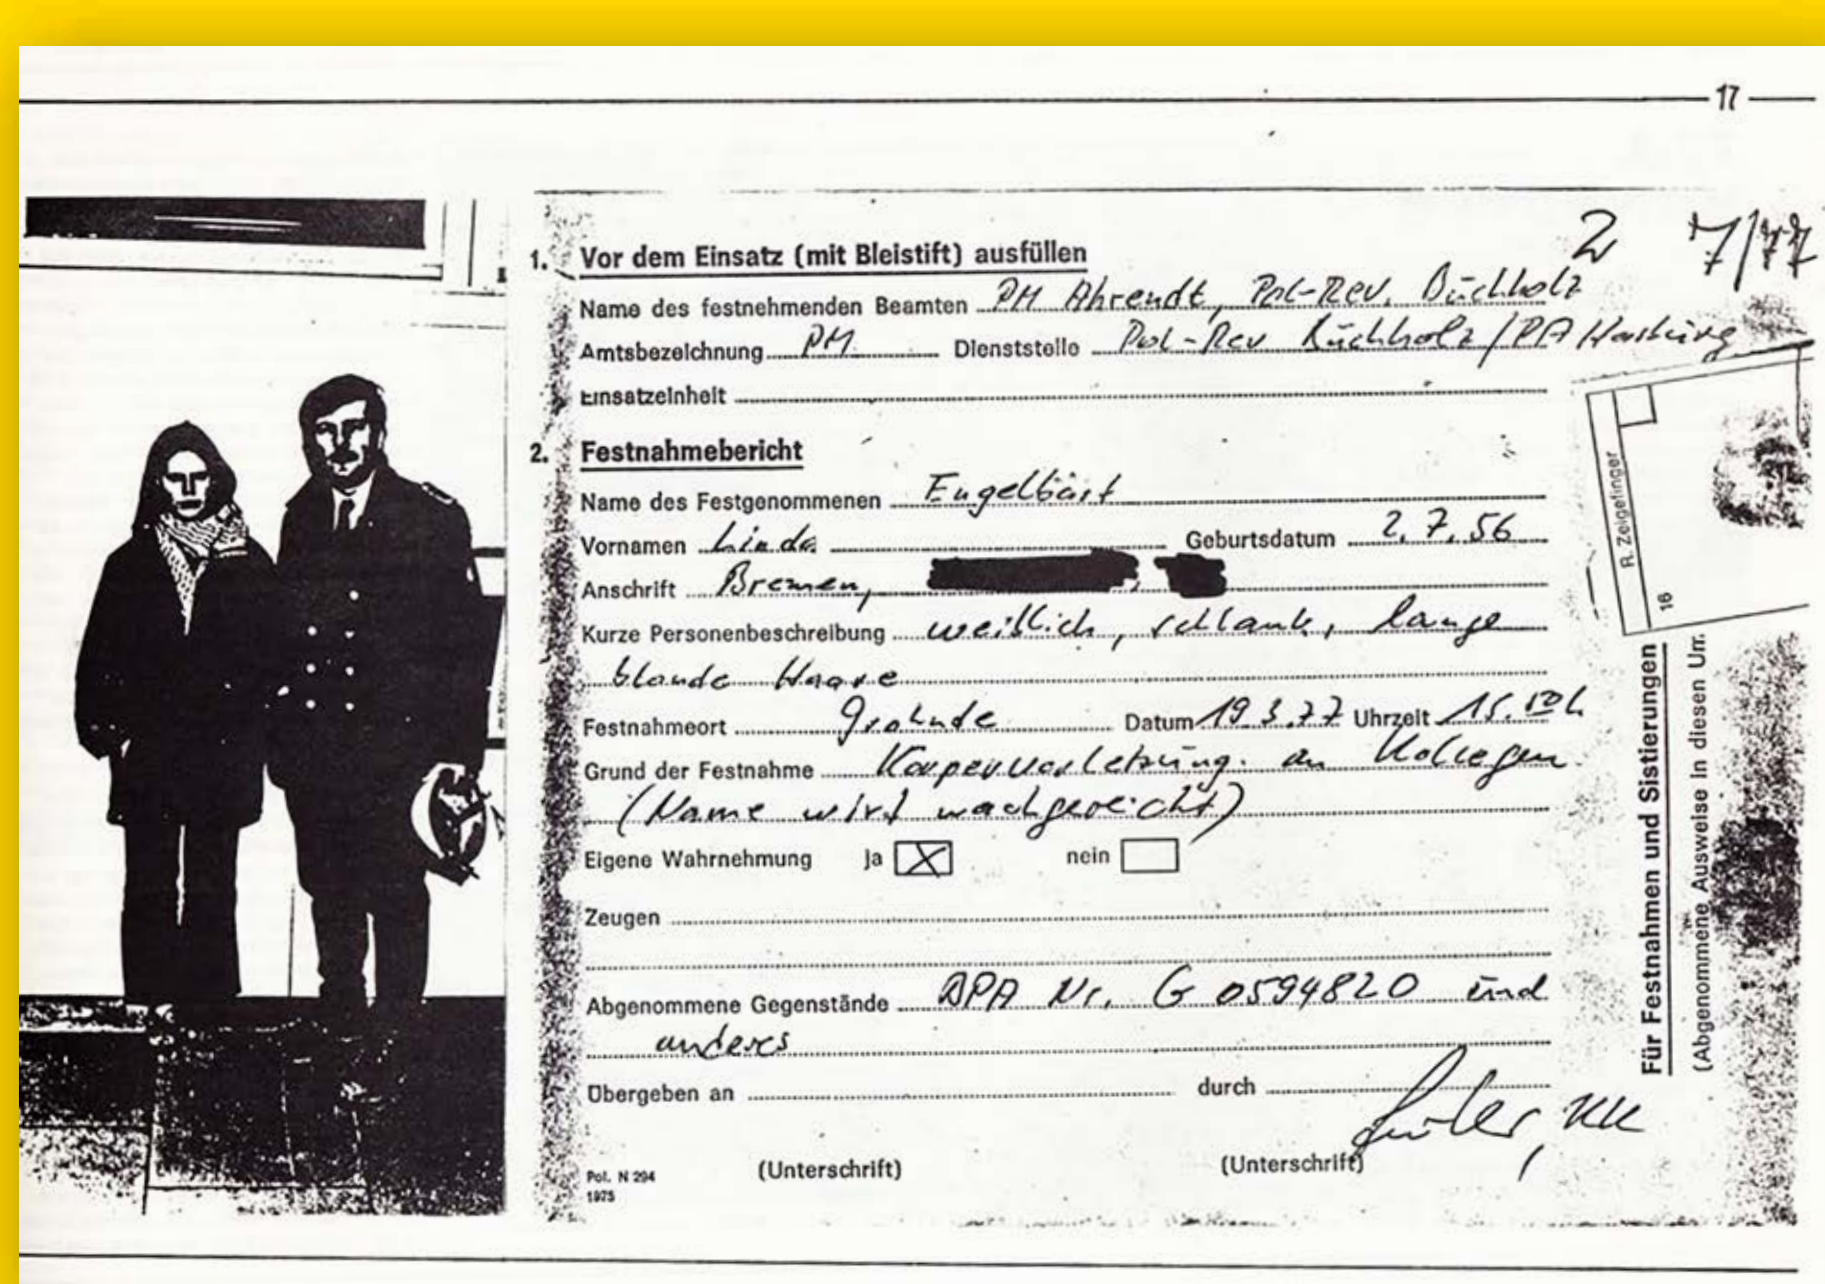 17
2 7/77
1. Vor dem Einsatz (mit Bleistift) ausfüllen
Name des festnehmenden Beamten PM Ahrendt, Pol-Rev. Buchholz
Amtsbezeichnung PM Dienststelle Pol-Rev Buchholz / PA Harburg
Einsatzeinheit
2. Festnahmebericht
Name des Festgenommenen
Vornamen Linda Geburtsdatum 2.7.56
Anschrift Bremen,
Kurze Personenbeschreibung weiblich, schlank, lange
blonde Haare
Festnahmeort Grohnde Datum 19.3.77 Uhrzeit 15.00h
Grund der Festnahme Körperverletzung an Kollegen
(Name wird nachgereicht)
Eigene Wahrnehmung ja X nein
Zeugen
Abgenommene Gegenstände BPA Nr. G 0594820 und
anderes
Übergeben an durch
KK
(Unterschrift) (Unterschrift)
Pol. N 294
1975
R. Zeigefinger
16
Für Festnahmen und Sistierungen
(Abgenommene Ausweise in diesen Um